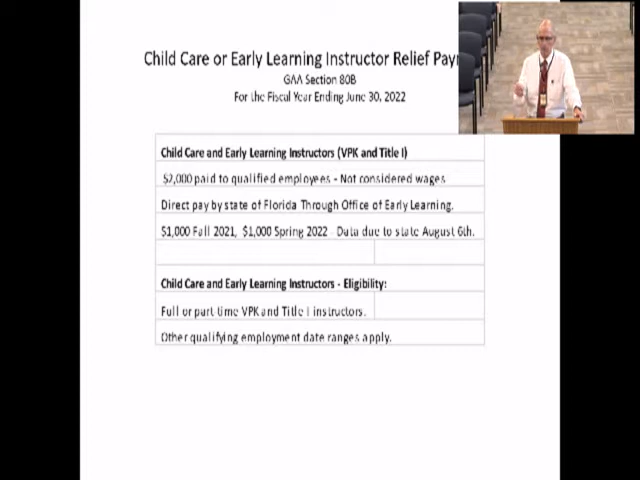 Child Care or Early Learning Instructor Relief
GAA Section 80B
For the Fiscal Year Ending June 30, 2022
Child Care and Early Learning Instructors (VPK and Title I)
$2,000 paid to qualified employees - Not considered wages
Direct pay by state of Florida Through Office of Early Learning.
$1,000 Fall 2021, $1,000 Spring 2022 - Data due to state August 6th.
Child Care and Early Learning Instructors - Eligibility:
Full or part time VPK and Title I instructors.
Other qualifying employment date ranges apply.